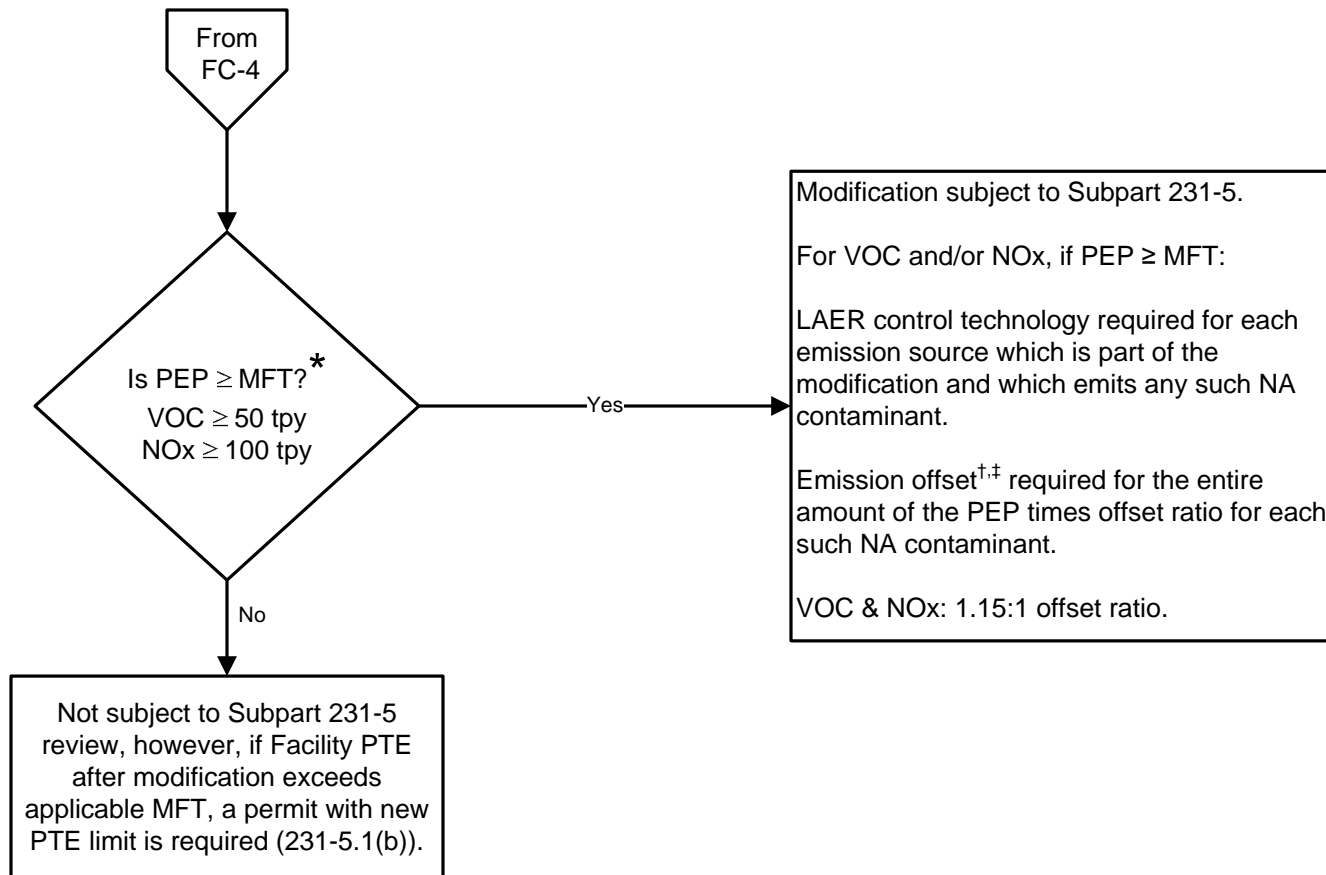 From
FC-4
Is PEP ≥ MFT?*
VOC ≥ 50 tpy
NOx ≥ 100 tpy
Yes
Modification subject to Subpart 231-5.
For VOC and/or NOx, if PEP ≥ MFT:
LAER control technology required for each
emission source which is part of the
modification and which emits any such NA
contaminant.
Emission offset†,‡ required for the entire
amount of the PEP times offset ratio for each
such NA contaminant.
VOC & NOx: 1.15:1 offset ratio.
No
Not subject to Subpart 231-5
review, however, if Facility PTE
after modification exceeds
applicable MFT, a permit with new
PTE limit is required (231-5.1(b)).